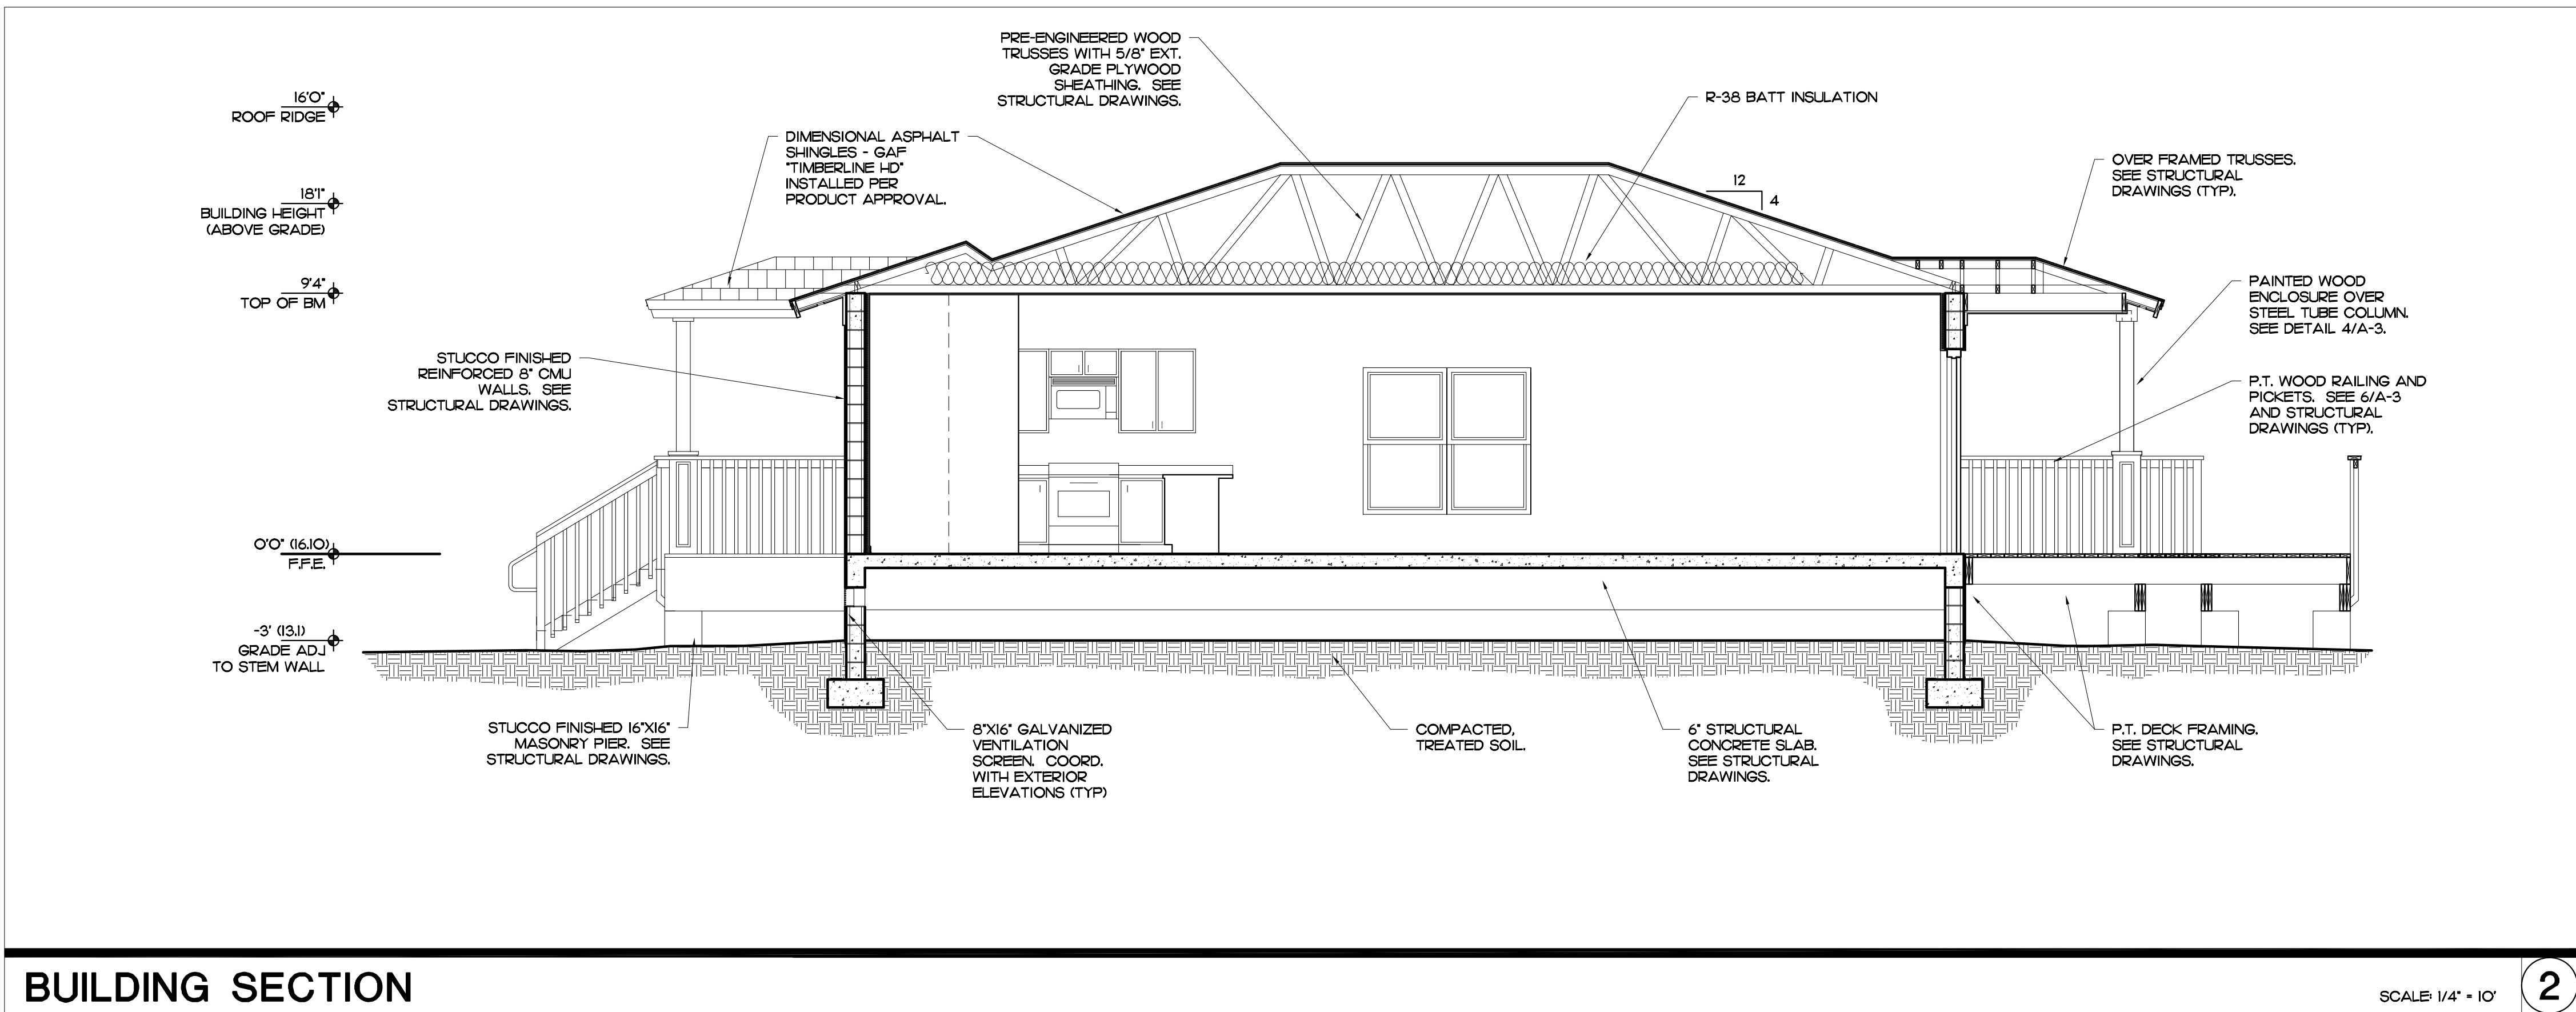 PRE-ENGINEERED WOOD
TRUSSES WITH 5/8" EXT.
GRADE PLYWOOD
SHEATHING. SEE
STRUCTURAL DRAWINGS.
16'0"
ROOF RIDGE
R-38 BATT INSULATION
DIMENSIONAL ASPHALT
SHINGLES - GAF
"TIMBERLINE HD"
INSTALLED PER
PRODUCT APPROVAL.
OVER FRAMED TRUSSES.
SEE STRUCTURAL
DRAWINGS (TYP).
12
4
18'1"
BUILDING HEIGHT
(ABOVE GRADE)
9'4"
TOP OF BM
PAINTED WOOD
ENCLOSURE OVER
STEEL TUBE COLUMN.
SEE DETAIL 4/A-3.
STUCCO FINISHED
REINFORCED 8" CMU
WALLS. SEE
STRUCTURAL DRAWINGS.
P.T. WOOD RAILING AND
PICKETS. SEE 6/A-3
AND STRUCTURAL
DRAWINGS (TYP).
0'0" (16.10)
F.F.E.
-3' (13.1)
GRADE ADJ
TO STEM WALL
STUCCO FINISHED 16"X16"
MASONRY PIER. SEE
STRUCTURAL DRAWINGS.
8"X16" GALVANIZED
VENTILATION
SCREEN. COORD.
WITH EXTERIOR
ELEVATIONS (TYP)
COMPACTED,
TREATED SOIL.
6" STRUCTURAL
CONCRETE SLAB.
SEE STRUCTURAL
DRAWINGS.
P.T. DECK FRAMING.
SEE STRUCTURAL
DRAWINGS.
BUILDING SECTION
SCALE: 1/4" = 10'
2